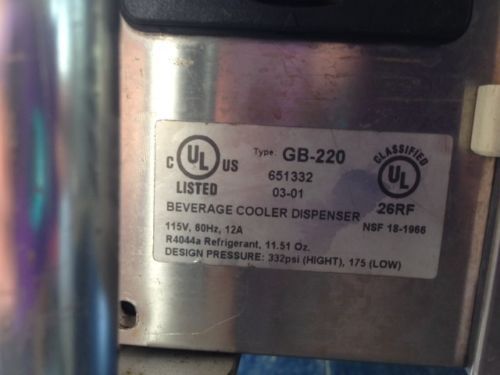 C UL US
LISTED
Type: GB-220
651332
03-01
CLASSIFIED
UL
26RF
BEVERAGE COOLER DISPENSER
NSF 18-1966
115V, 60Hz, 12A
R4044a Refrigerant, 11.51 Oz.
DESIGN PRESSURE: 332psi (HIGHT), 175 (LOW)